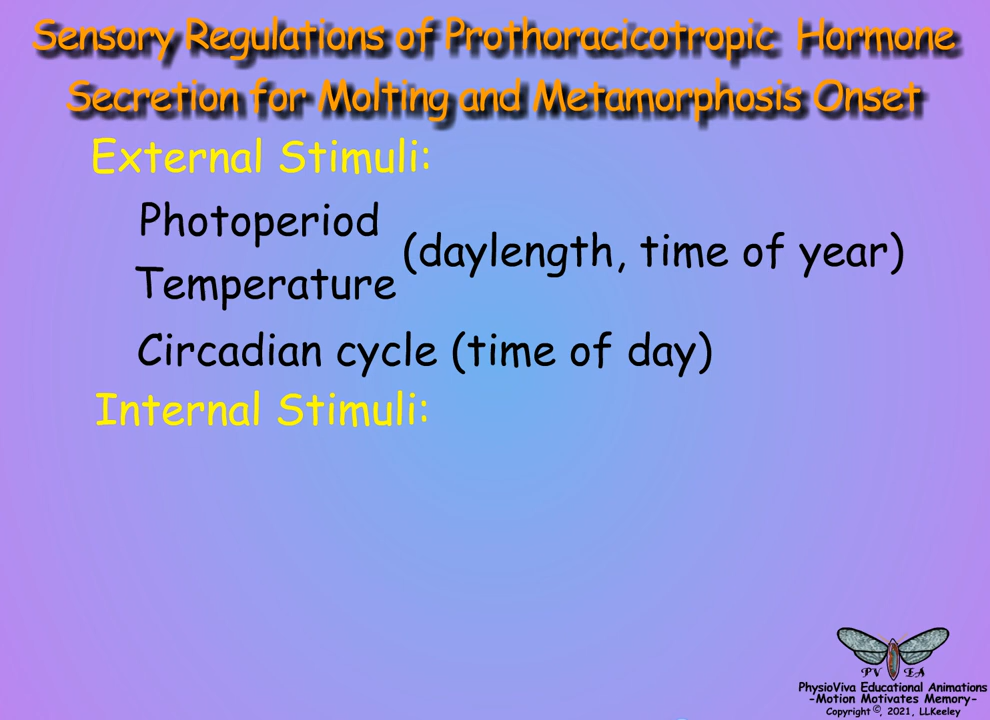 Sensory Regulations of Prothoracicotropic Hormone
Secretion for Molting and Metamorphosis Onset
External Stimuli:
Photoperiod
(daylength, time of year)
Temperature
Circadian cycle (time of day)
Internal Stimuli:
PV EA
PhysioViva Educational Animations
-Motion Motivates Memory-
Copyright ©, 2021, LLKeeley